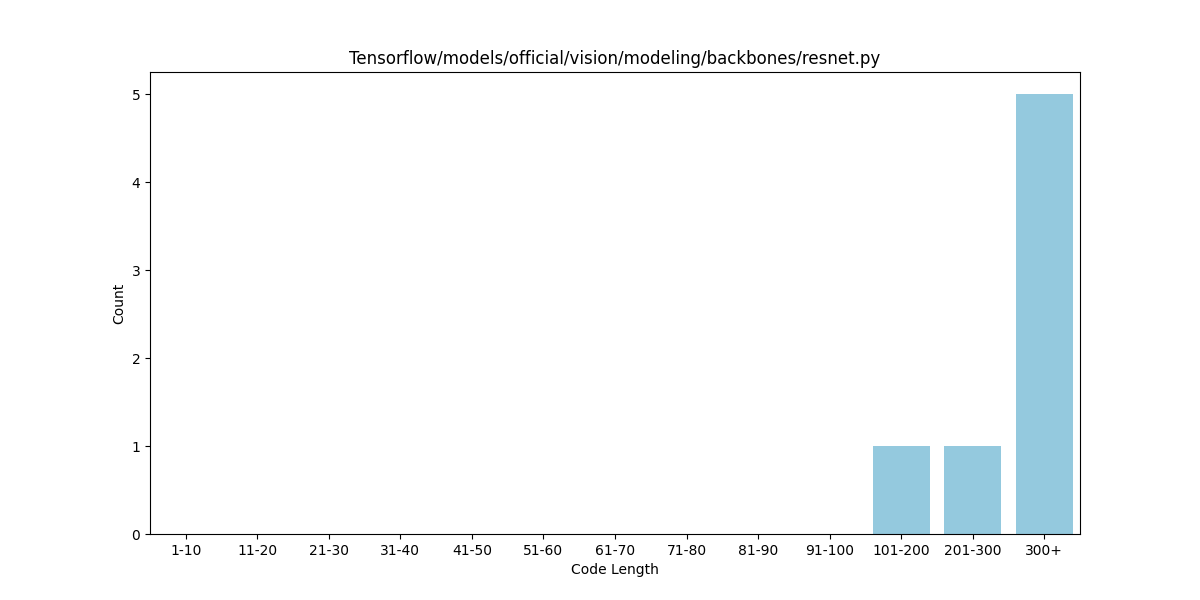 Tensorflow/models/official/vision/modeling/backbones/resnet.py
5
4
3
2
1
0
Count
1-10 11-20 21-30 31-40 41-50 51-60 61-70 71-80 81-90 91-100 101-200 201-300 300+
Code Length